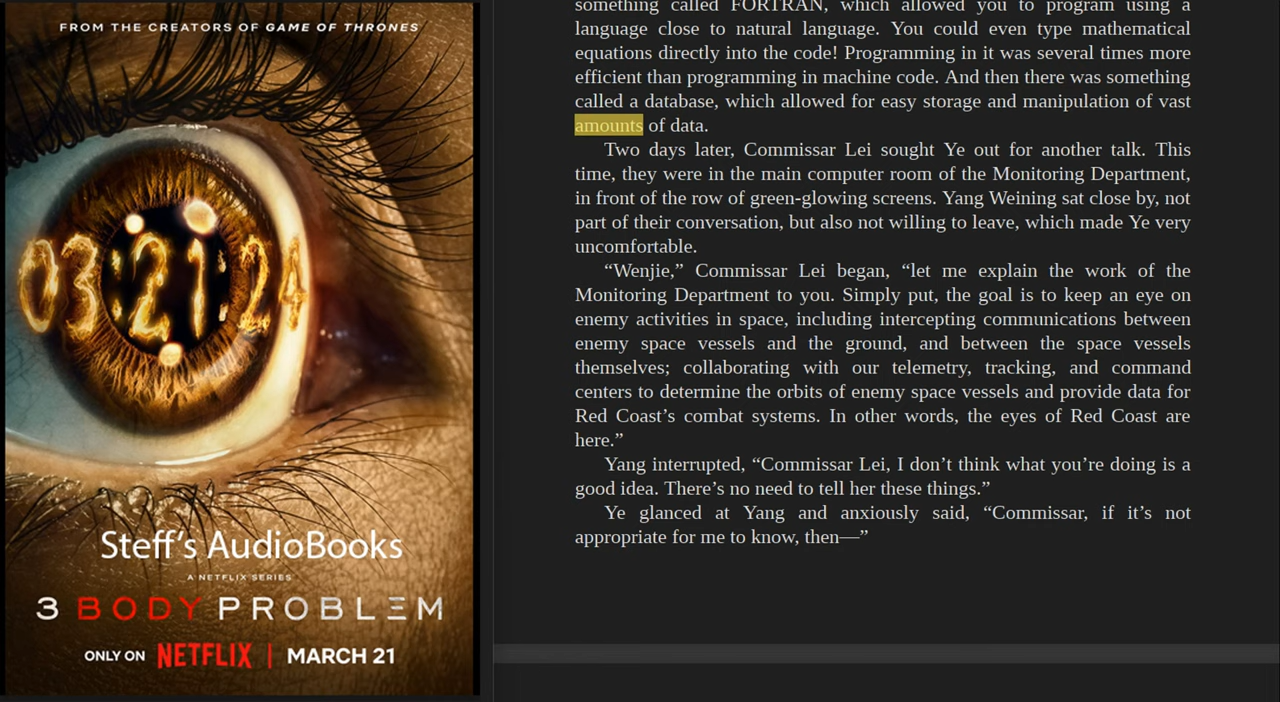 FROM THE CREATORS OF GAME OF THRONES
03:21:24
Steff's AudioBooks
A NETFLIX SERIES
3 BODY PROBLEM
ONLY ON NETFLIX | MARCH 21
something called FORTRAN, which allowed you to program using a
language close to natural language. You could even type mathematical
equations directly into the code! Programming in it was several times more
efficient than programming in machine code. And then there was something
called a database, which allowed for easy storage and manipulation of vast
amounts of data.
Two days later, Commissar Lei sought Ye out for another talk. This
time, they were in the main computer room of the Monitoring Department,
in front of the row of green-glowing screens. Yang Weining sat close by, not
part of their conversation, but also not willing to leave, which made Ye very
uncomfortable.
“Wenjie,” Commissar Lei began, “let me explain the work of the
Monitoring Department to you. Simply put, the goal is to keep an eye on
enemy activities in space, including intercepting communications between
enemy space vessels and the ground, and between the space vessels
themselves; collaborating with our telemetry, tracking, and command
centers to determine the orbits of enemy space vessels and provide data for
Red Coast’s combat systems. In other words, the eyes of Red Coast are
here.”
Yang interrupted, “Commissar Lei, I don’t think what you’re doing is a
good idea. There’s no need to tell her these things.”
Ye glanced at Yang and anxiously said, “Commissar, if it’s not
appropriate for me to know, then—”